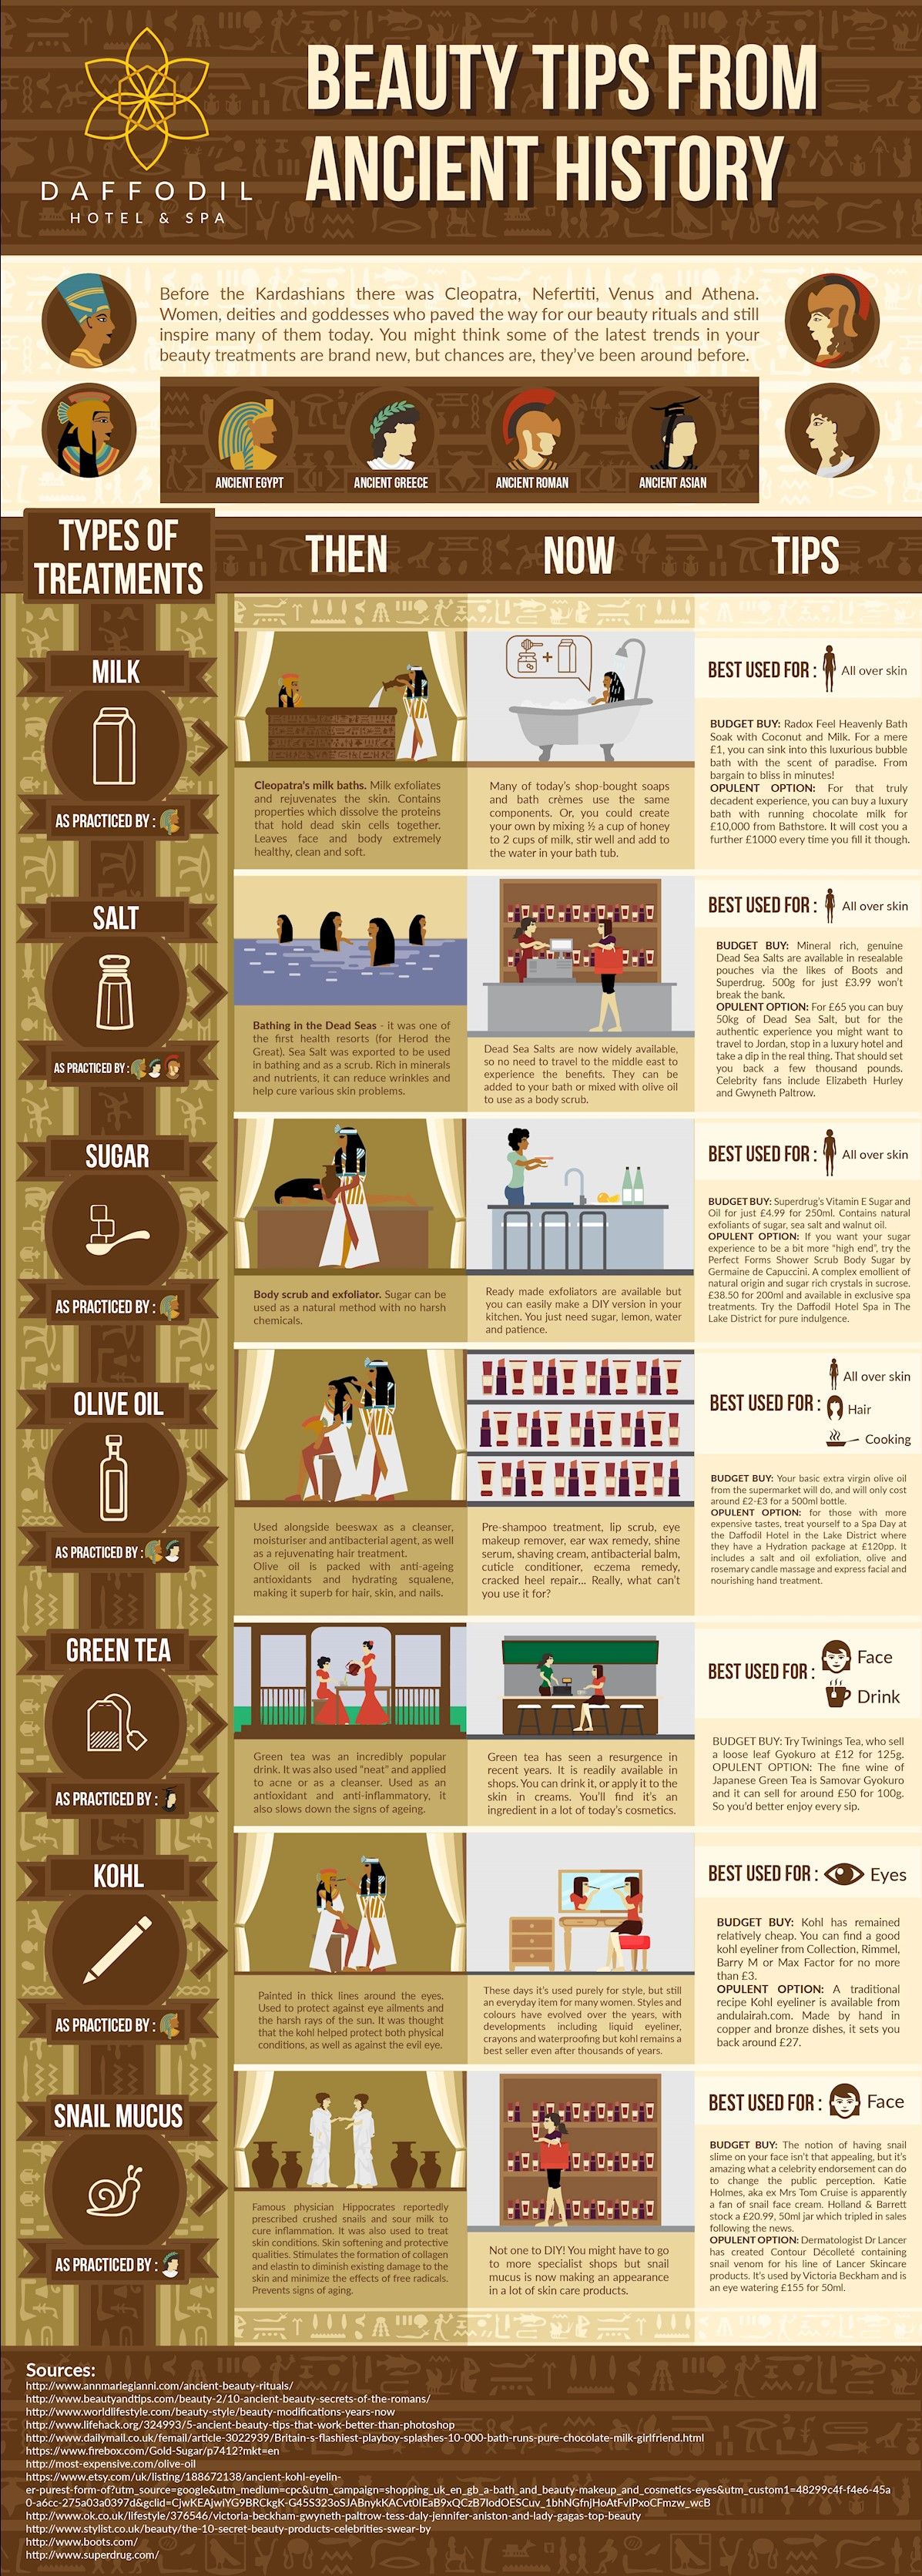 DAFFODIL
HOTEL & SPA
BEAUTY TIPS FROM
ANCIENT HISTORY
Before the Kardashians there was Cleopatra, Nefertiti, Venus and Athena.
Women, deities and goddesses who paved the way for our beauty rituals and still
inspire many of them today. You might think some of the latest trends in your
beauty treatments are brand new, but chances are, they've been around before.
ANCIENT EGYPT
ANCIENT GREECE
ANCIENT ROMAN
ANCIENT ASIAN
TYPES OF
TREATMENTS
THEN
NOW
TIPS
MILK
AS PRACTICED BY :
Cleopatra's milk baths. Milk exfoliates
and rejuvenates the skin. Contains
properties which dissolve the proteins
that hold dead skin cells together.
Leaves face and body extremely
healthy, clean and soft.
Many of today's shop-bought soaps
and bath crèmes use the same
components. Or, you could create
your own by mixing ½ a cup of honey
to 2 cups of milk, stir well and add to
the water in your bath tub.
BEST USED FOR :
All over skin
BUDGET BUY: Radox Feel Heavenly Bath
Soak with Coconut and Milk. For a mere
£1, you can sink into this luxurious bubble
bath with the scent of paradise. From
bargain to bliss in minutes!
OPULENT OPTION: For that truly
decadent experience, you can buy a luxury
bath with running chocolate milk for
£10,000 from Bathstore. It will cost you a
further £1000 every time you fill it though.
SALT
AS PRACTICED BY :
Bathing in the Dead Seas - it was one of
the first health resorts (for Herod the
Great). Sea Salt was exported to be used
in bathing and as a scrub. Rich in minerals
and nutrients, it can reduce wrinkles and
help cure various skin problems.
Dead Sea Salts are now widely available,
so no need to travel to the middle east to
experience the benefits. They can be
added to your bath or mixed with olive oil
to use as a body scrub.
BEST USED FOR :
All over skin
BUDGET BUY: Mineral rich, genuine
Dead Sea Salts are available in resealable
pouches via the likes of Boots and
Superdrug. 500g for just £3.99 won't
break the bank.
OPULENT OPTION: For £65 you can buy
50kg of Dead Sea Salt, but for the
authentic experience you might want to
travel to Jordan, stop in a luxury hotel and
take a dip in the real thing. That should set
you back a few thousand pounds.
Celebrity fans include Elizabeth Hurley
and Gwyneth Paltrow.
SUGAR
AS PRACTICED BY :
Body scrub and exfoliator. Sugar can be
used as a natural method with no harsh
chemicals.
Ready made exfoliators are available but
you can easily make a DIY version in your
kitchen. You just need sugar, lemon, water
and patience.
BEST USED FOR :
All over skin
BUDGET BUY: Superdrug's Vitamin E Sugar and
Oil for just £4.99 for 250ml. Contains natural
exfoliants of sugar, sea salt and walnut oil.
OPULENT OPTION: If you want your sugar
experience to be a bit more "high end", try the
Perfect Forms Shower Scrub Body Sugar by
Germaine de Capuccini. A complex emollient of
natural origin and sugar rich crystals in sucrose.
£38.50 for 200ml and available in exclusive spa
treatments. Try the Daffodil Hotel Spa in The
Lake District for pure indulgence.
OLIVE OIL
AS PRACTICED BY :
Used alongside beeswax as a cleanser,
moisturiser and antibacterial agent, as well
as a rejuvenating hair treatment.
Olive oil is packed with anti-ageing
antioxidants and hydrating squalene,
making it superb for hair, skin, and nails.
Pre-shampoo treatment, lip scrub, eye
makeup remover, ear wax remedy, shine
serum, shaving cream, antibacterial balm,
cuticle conditioner, eczema remedy,
cracked heel repair... Really, what can't
you use it for?
BEST USED FOR :
All over skin
Hair
Cooking
BUDGET BUY: Your basic extra virgin olive oil
from the supermarket will do, and will only cost
around £2-£3 for a 500ml bottle.
OPULENT OPTION: for those with more
expensive tastes, treat yourself to a Spa Day at
the Daffodil Hotel in the Lake District where
they have a Hydration package at £120pp. It
includes a salt and oil exfoliation, olive and
rosemary candle massage and express facial and
nourishing hand treatment.
GREEN TEA
AS PRACTICED BY :
Green tea was an incredibly popular
drink. It was also used "neat" and applied
to acne or as a cleanser. Used as an
antioxidant and anti-inflammatory, it
also slows down the signs of ageing.
Green tea has seen a resurgence in
recent years. It is readily available in
shops. You can drink it, or apply it to the
skin in creams. You'll find it's an
ingredient in a lot of today's cosmetics.
BEST USED FOR :
Face
Drink
BUDGET BUY: Try Twinings Tea, who sell
a loose leaf Gyokuro at £12 for 125g.
OPULENT OPTION: The fine wine of
Japanese Green Tea is Samovar Gyokuro
and it can sell for around £50 for 100g.
So you'd better enjoy every sip.
KOHL
AS PRACTICED BY :
Painted in thick lines around the eyes.
Used to protect against eye ailments and
the harsh rays of the sun. It was thought
that the kohl helped protect both physical
conditions, as well as against the evil eye.
These days it's used purely for style, but still
an everyday item for many women. Styles and
colours have evolved over the years, with
developments including liquid eyeliner,
crayons and waterproofing but kohl remains a
best seller even after thousands of years.
BEST USED FOR :
Eyes
BUDGET BUY: Kohl has remained
relatively cheap. You can find a good
kohl eyeliner from Collection, Rimmel,
Barry M or Max Factor for no more
than £3.
OPULENT OPTION: A traditional
recipe Kohl eyeliner is available from
andulairah.com. Made by hand in
copper and bronze dishes, it sets you
back around £27.
SNAIL MUCUS
AS PRACTICED BY :
Famous physician Hippocrates reportedly
prescribed crushed snails and sour milk to
cure inflammation. It was also used to treat
skin conditions. Skin softening and protective
qualities. Stimulates the formation of collagen
and elastin to diminish existing damage to the
skin and minimize the effects of free radicals.
Prevents signs of aging.
Not one to DIY! You might have to go
to more specialist shops but snail
mucus is now making an appearance
in a lot of skin care products.
BEST USED FOR :
Face
BUDGET BUY: The notion of having snail
slime on your face isn't that appealing, but it's
amazing what a celebrity endorsement can do
to change the public perception. Katie
Holmes, aka ex Mrs Tom Cruise is apparently
a fan of snail face cream. Holland & Barrett
stock a £20.99, 50ml jar which tripled in sales
following the news.
OPULENT OPTION: Dermatologist Dr Lancer
has created Contour Décolleté containing
snail venom for his line of Lancer Skincare
products. It's used by Victoria Beckham and is
an eye watering £155 for 50ml.
Sources:
http://www.annmariegianni.com/ancient-beauty-rituals/
http://www.beautyandtips.com/beauty-2/10-ancient-beauty-secrets-of-the-romans/
http://www.worldlifestyle.com/beauty-style/beauty-modifications-years-now
http://www.lifehack.org/324993/5-ancient-beauty-tips-that-work-better-than-photoshop
http://www.dailymail.co.uk/femail/article-3022939/Britain-s-flashiest-playboy-splashes-10-000-bath-runs-pure-chocolate-milk-girlfriend.html
https://www.firebox.com/Gold-Sugar/p7412?mkt=en
http://most-expensive.com/olive-oil
https://www.etsy.com/uk/listing/188672138/ancient-kohl-eyelin-
er-purest-form-of?utm_source=google&utm_medium=cpc&utm_campaign=shopping_uk_en_gb_a-bath_and_beauty-makeup_and_cosmetics-eyes&utm_custom1=48299c4f-f4e6-45a
0-a6cc-275a03a0397d&gclid=CjwKEAjwlYG9BRCkgK-G45S323oSJABnykKACvt0IEaB9xQCzB7IodOESCuv_1bhNGfnjHoAtFvIPxoCFmzw_wcB
http://www.ok.co.uk/lifestyle/376546/victoria-beckham-gwyneth-paltrow-tess-daly-jennifer-aniston-and-lady-gagas-top-beauty
http://www.stylist.co.uk/beauty/the-10-secret-beauty-products-celebrities-swear-by
http://www.boots.com/
http://www.superdrug.com/